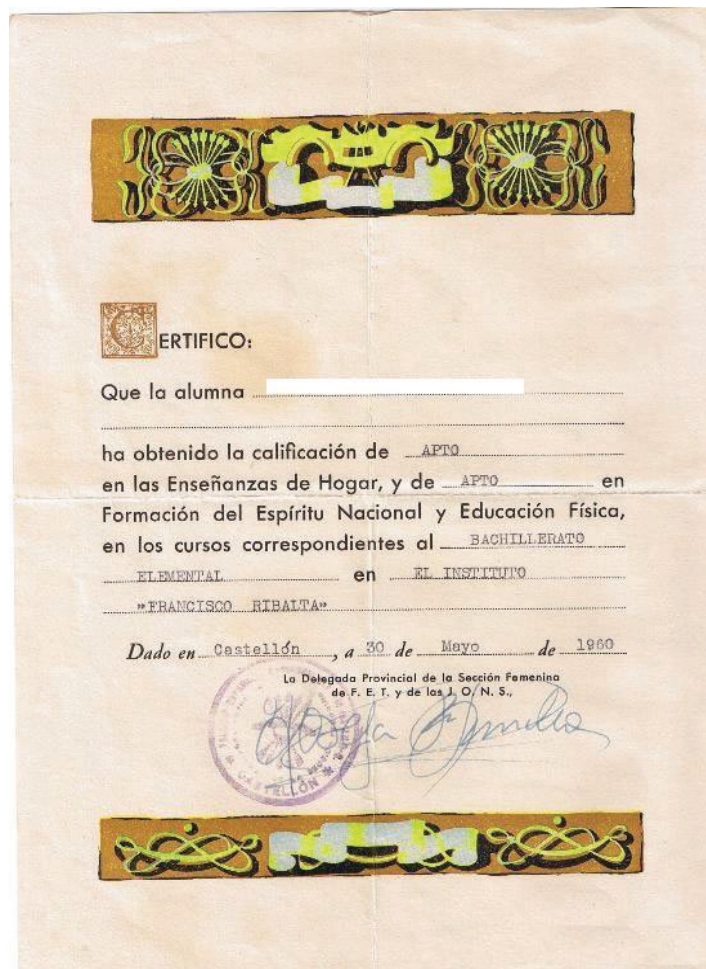 CERTIFICO:
Que la alumna
ha obtenido la calificación de APTO
en las Enseñanzas de Hogar, y de APTO en
Formación del Espíritu Nacional y Educación Física,
en los cursos correspondientes al BACHILLERATO
ELEMENTAL en EL INSTITUTO
"FRANCISCO RIBALTA"
Dado en Castellón, a 30 de Mayo de 1960
La Delegada Provincial de la Sección Femenina
de F. E. T. y de las J. O. N. S.,
CASTELLÓN